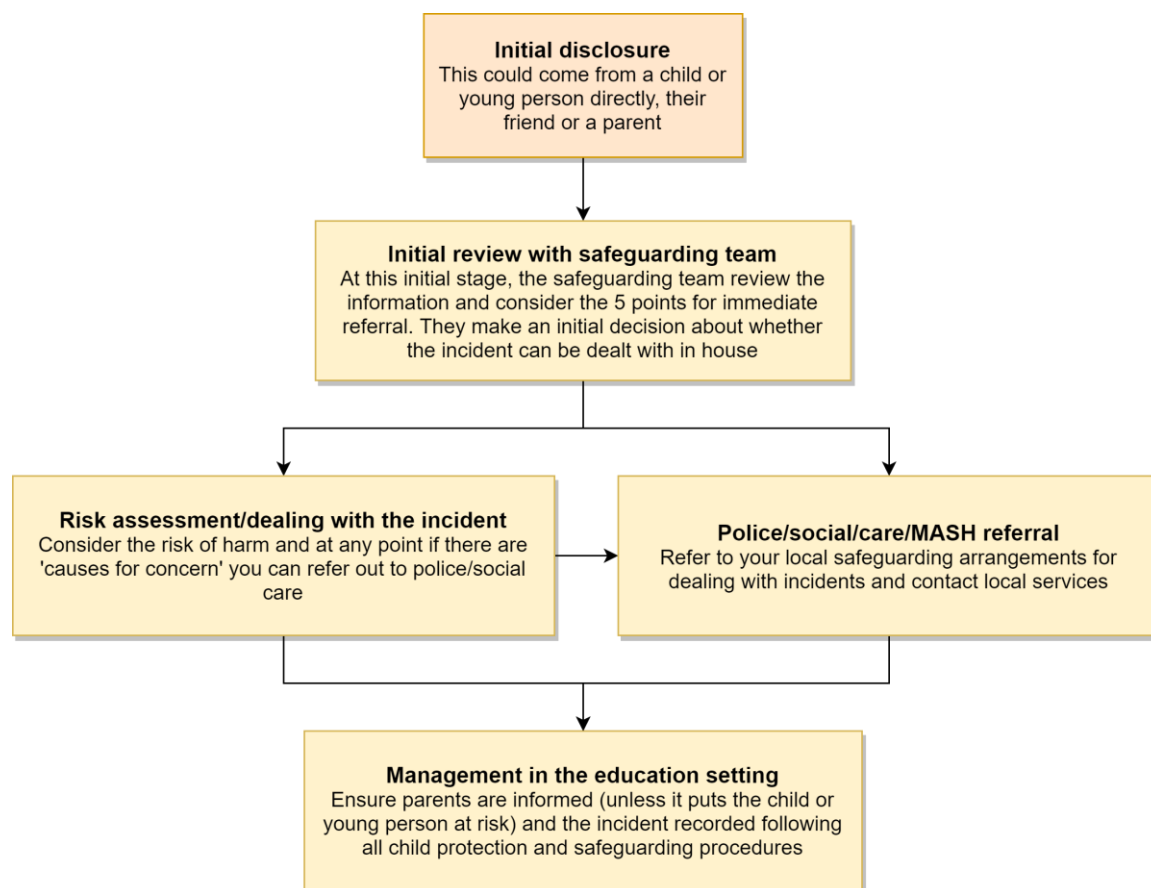 Initial disclosure
This could come from a child or
young person directly, their
friend or a parent
Initial review with safeguarding team
At this initial stage, the safeguarding team review the
information and consider the 5 points for immediate
referral. They make an initial decision about whether
the incident can be dealt with in house
Risk assessment/dealing with the incident
Consider the risk of harm and at any point if there are
'causes for concern' you can refer out to police/social
care
Police/social/care/MASH referral
Refer to your local safeguarding arrangements for
dealing with incidents and contact local services
Management in the education setting
Ensure parents are informed (unless it puts the child or
young person at risk) and the incident recorded following
all child protection and safeguarding procedures